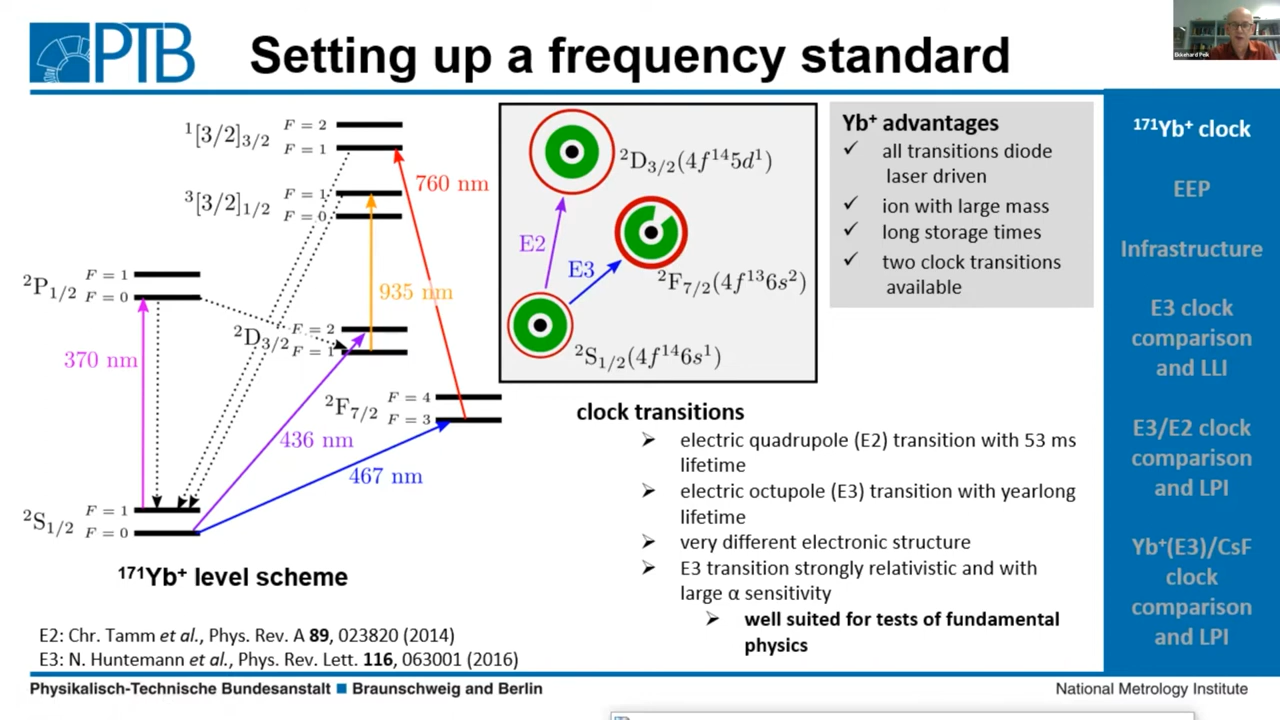 PTB
Setting up a frequency standard
Ekkehard Peik
¹[3/2]₃/₂ F = 2
F = 1
³[3/2]₁/₂ F = 1
F = 0
²P₁/₂ F = 1
F = 0
²D₃/₂ F = 2
F = 1
²F₇/₂ F = 4
F = 3
²S₁/₂ F = 1
F = 0
760 nm
935 nm
370 nm
436 nm
467 nm
¹⁷¹Yb⁺ level scheme
²D₃/₂(4f¹⁴5d¹)
E2
E3
²F₇/₂(4f¹³6s²)
²S₁/₂(4f¹⁴6s¹)
Yb⁺ advantages
✓ all transitions diode
laser driven
✓ ion with large mass
✓ long storage times
✓ two clock transitions
available
clock transitions
➢ electric quadrupole (E2) transition with 53 ms
lifetime
➢ electric octupole (E3) transition with yearlong
lifetime
➢ very different electronic structure
➢ E3 transition strongly relativistic and with
large α sensitivity
➢ well suited for tests of fundamental
physics
E2: Chr. Tamm et al., Phys. Rev. A 89, 023820 (2014)
E3: N. Huntemann et al., Phys. Rev. Lett. 116, 063001 (2016)
¹⁷¹Yb⁺ clock
EEP
Infrastructure
E3 clock
comparison
and LLI
E3/E2 clock
comparison
and LPI
Yb⁺(E3)/CsF
clock
comparison
and LPI
Physikalisch-Technische Bundesanstalt ■ Braunschweig and Berlin
National Metrology Institute